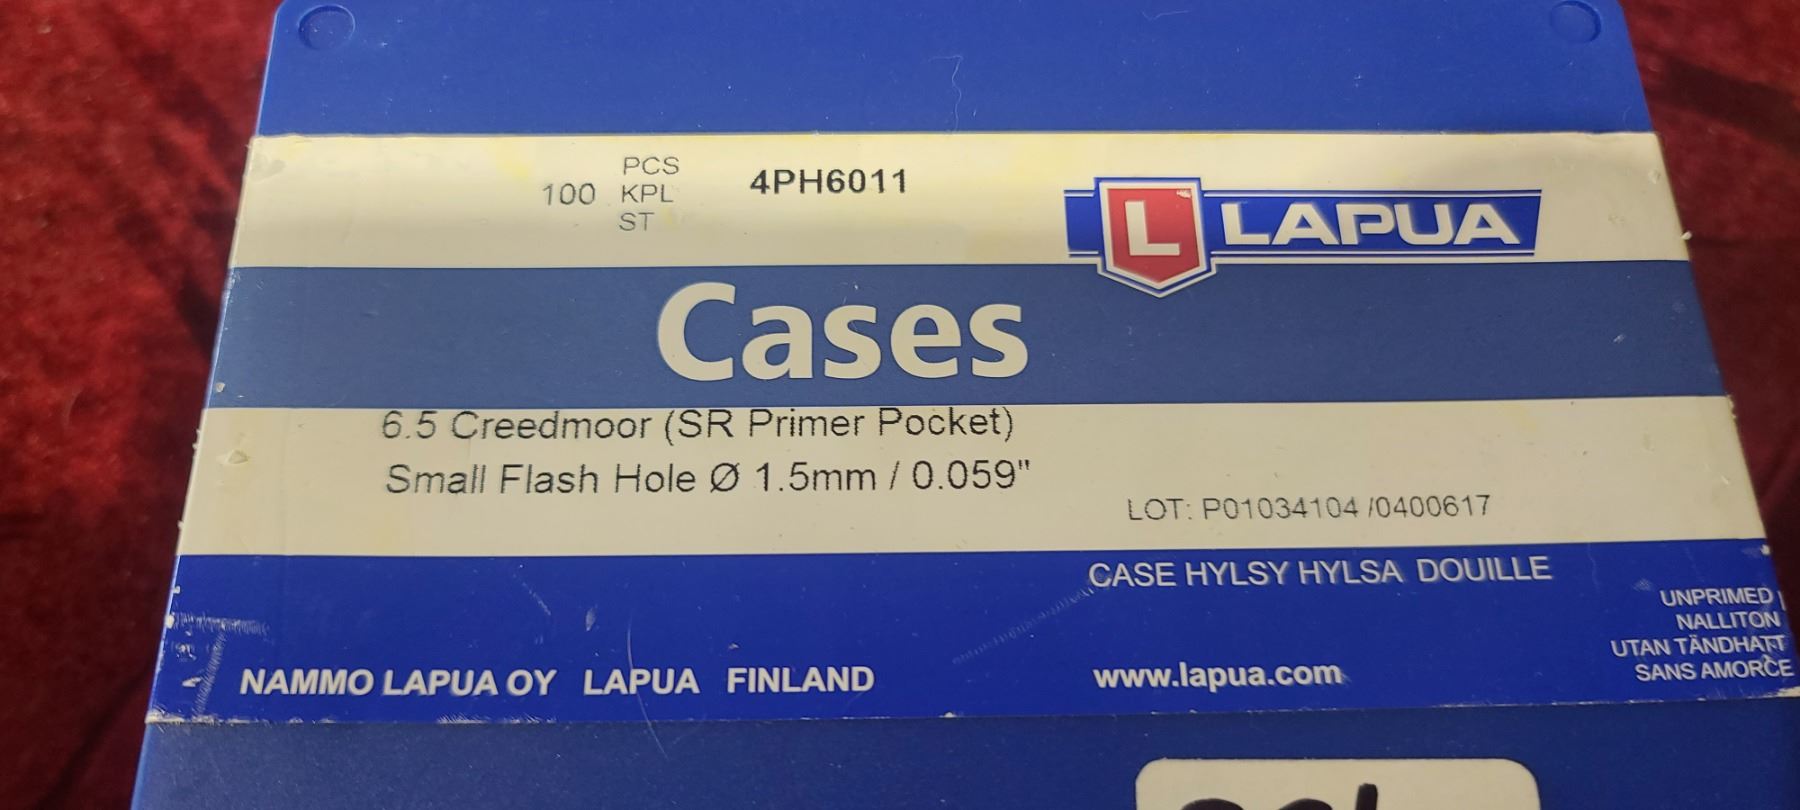 PCS
100 KPL
ST
4PH6011
L LAPUA
Cases
6.5 Creedmoor (SR Primer Pocket)
Small Flash Hole Ø 1.5mm / 0.059"
LOT: P01034104 /0400617
CASE HYLSY HYLSA DOUILLE
UNPRIMED
NALLITON
UTAN TÄNDHATT
SANS AMORCE
NAMMO LAPUA OY LAPUA FINLAND
www.lapua.com